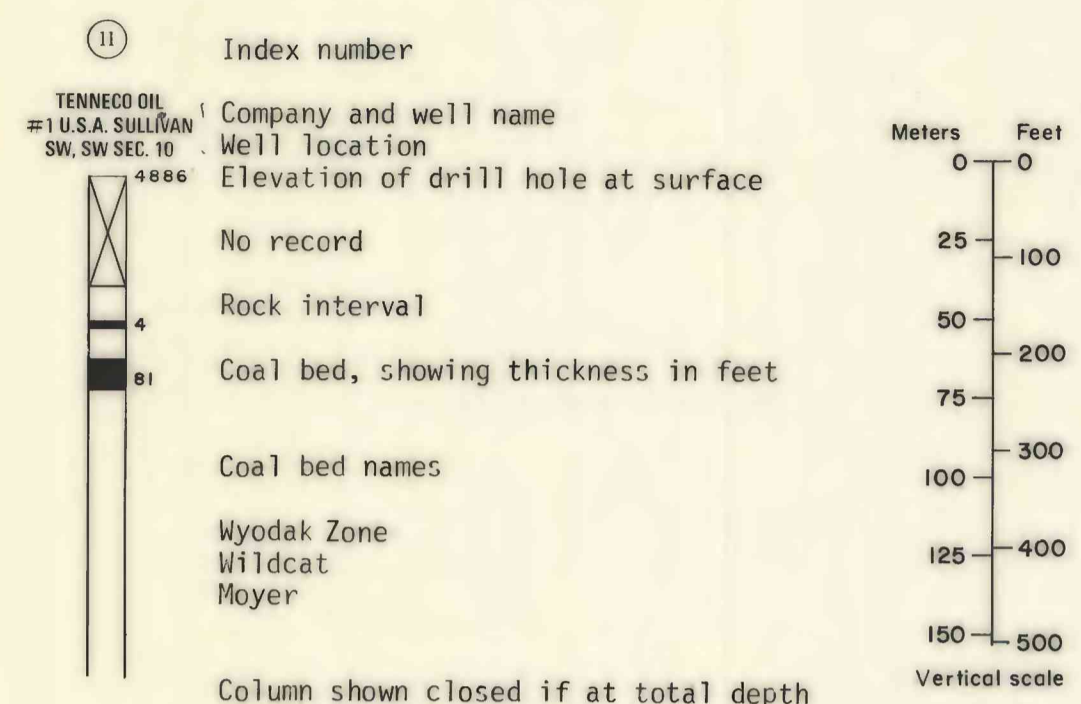 11
Index number
TENNECO OIL
#1 U.S.A. SULLIVAN
SW, SW SEC. 10
Company and well name
Well location
4886
Elevation of drill hole at surface
No record
Rock interval
4
81
Coal bed, showing thickness in feet
Coal bed names
Wyodak Zone
Wildcat
Moyer
Column shown closed if at total depth
Meters Feet
0 0
25
100
50
200
75
300
100
400
125
150
500
Vertical scale